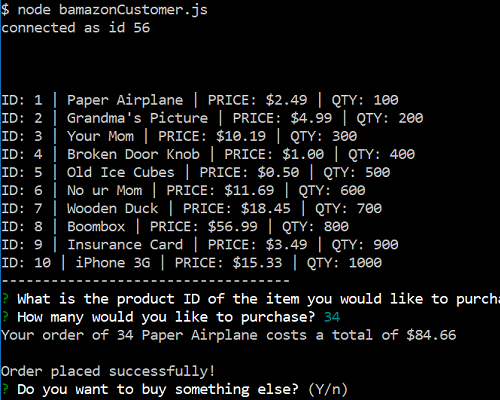 $ node bamazonCustomer.js
connected as id 56
ID: 1 | Paper Airplane | PRICE: $2.49 | QTY: 100
ID: 2 | Grandma's Picture | PRICE: $4.99 | QTY: 200
ID: 3 | Your Mom | PRICE: $10.19 | QTY: 300
ID: 4 | Broken Door Knob | PRICE: $1.00 | QTY: 400
ID: 5 | Old Ice Cubes | PRICE: $0.50 | QTY: 500
ID: 6 | No ur Mom | PRICE: $11.69 | QTY: 600
ID: 7 | Wooden Duck | PRICE: $18.45 | QTY: 700
ID: 8 | Boombox | PRICE: $56.99 | QTY: 800
ID: 9 | Insurance Card | PRICE: $3.49 | QTY: 900
ID: 10 | iPhone 3G | PRICE: $15.33 | QTY: 1000
-----------------------------------
? What is the product ID of the item you would like to purcha
? How many would you like to purchase? 34
Your order of 34 Paper Airplane costs a total of $84.66
Order placed successfully!
? Do you want to buy something else? (Y/n)